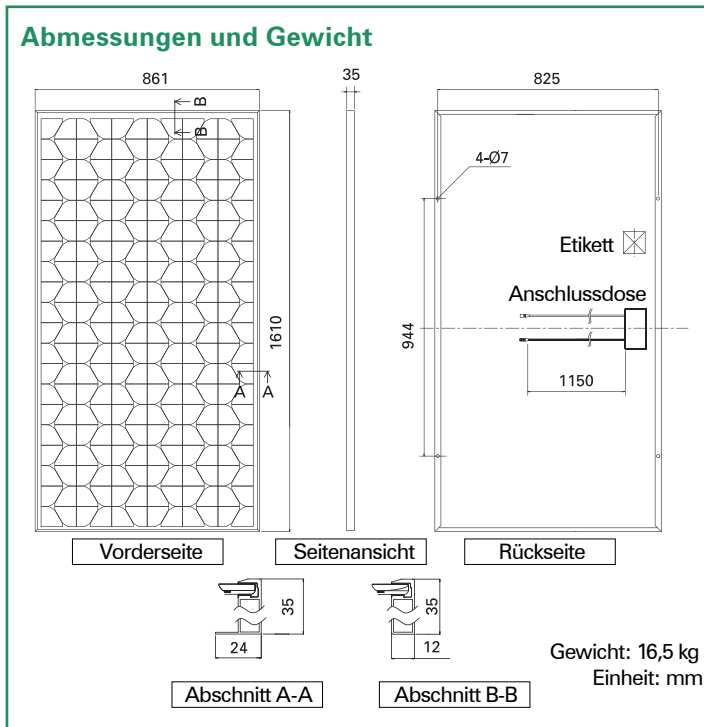 Abmessungen und Gewicht
861
35
825
B
B
4-Ø7
Etikett
Anschlussdose
1610
944
1150
A
A
Vorderseite
Seitenansicht
Rückseite
35
24
35
12
Gewicht: 16,5 kg
Einheit: mm
Abschnitt A-A
Abschnitt B-B